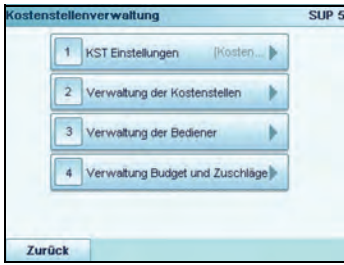 Kostenstellenverwaltung SUP 5
1 KST Einstellungen [Kosten...
2 Verwaltung der Kostenstellen
3 Verwaltung der Bediener
4 Verwaltung Budget und Zuschläge
Zurück